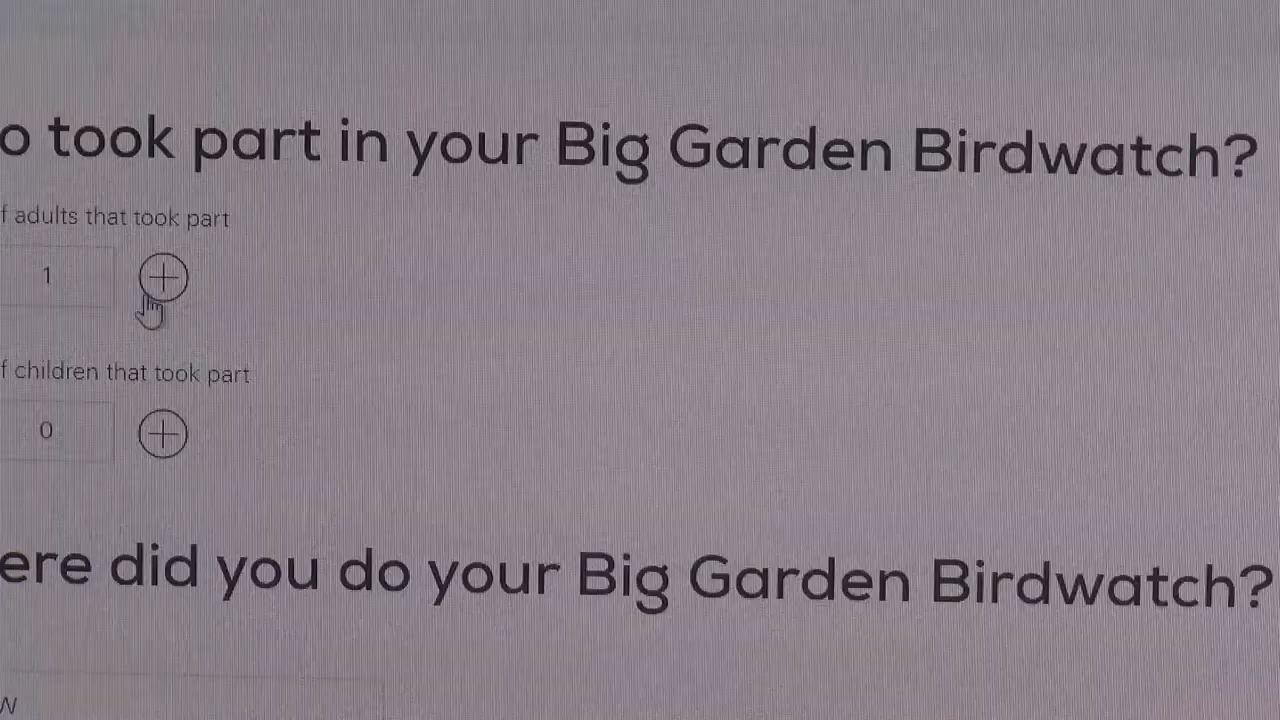 o took part in your Big Garden Birdwatch?
f adults that took part
1
f children that took part
0
ere did you do your Big Garden Birdwatch?